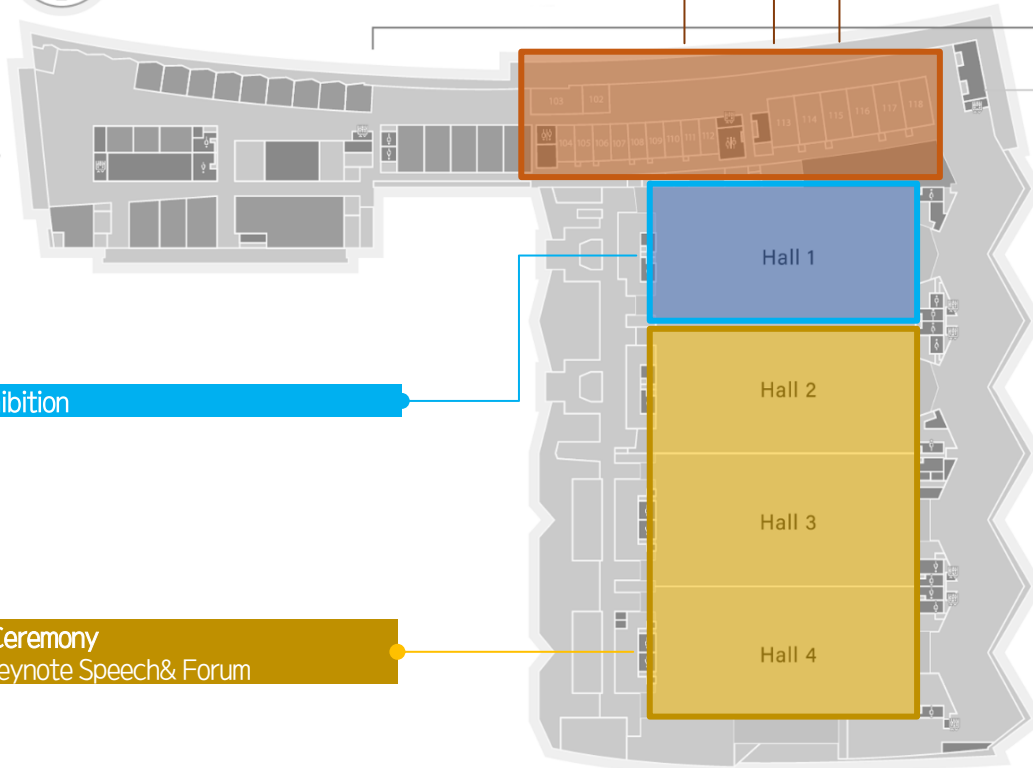 103 102
104 105 106 107 108 109 110 111 112 113 114 115 116 117 118
Hall 1
Hall 2
ibition
Hall 3
Ceremony
eynote Speech& Forum
Hall 4